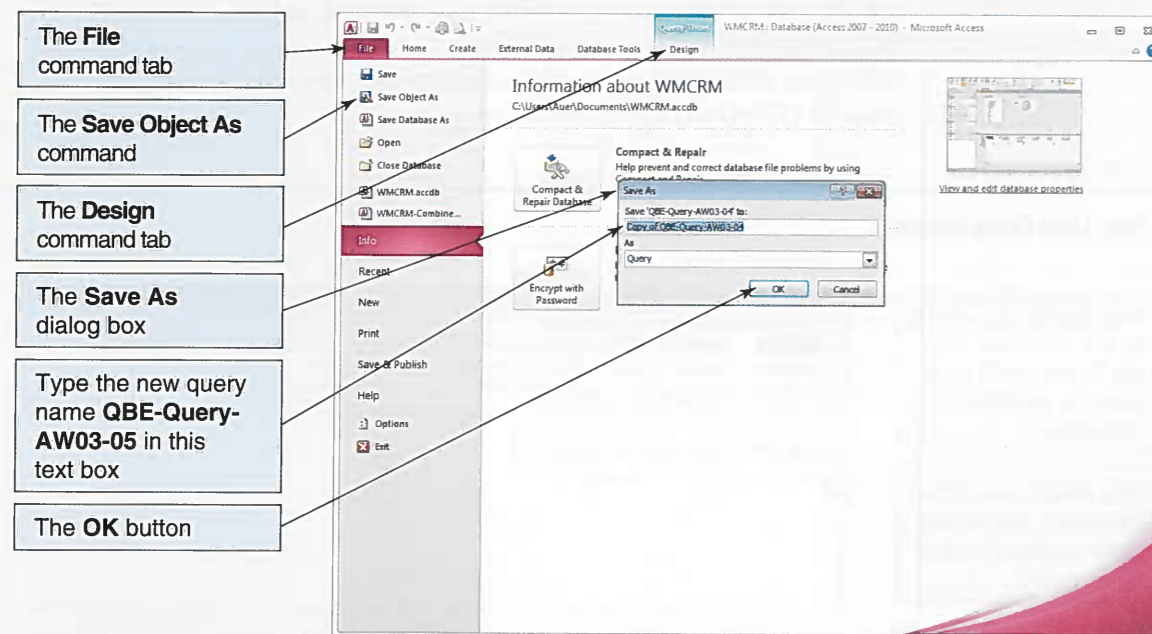 The File
command tab
The Save Object As
command
The Design
command tab
The Save As
dialog box
Type the new query
name QBE-Query-
AW03-05 in this
text box
The OK button
WMCRM : Database (Access 2007 - 2010) - Microsoft Access
File Home Create External Data Database Tools Design
Save
Save Object As
Save Database As
Open
Close Database
WMCRM.accdb
WMCRM-Combine...
Info
Recent
New
Print
Save & Publish
Help
Options
Exit
Information about WMCRM
C:\Users\Auer\Documents\WMCRM.accdb
Compact &
Repair Database
Compact & Repair
Help prevent and correct database file problems by using
Compact and Repair
Encrypt with
Password
Save As
Save 'QBE-Query-AW03-04' to:
Copy of QBE-Query-AW03-04
As
Query
OK Cancel
View and edit database properties